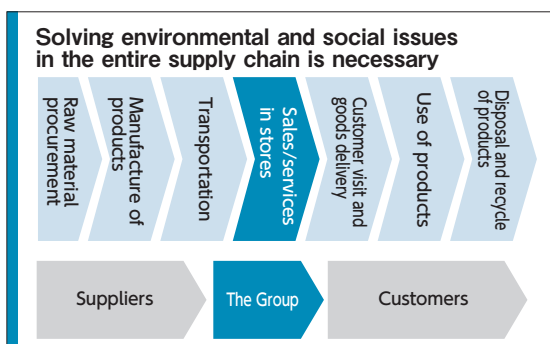 Solving environmental and social issues
in the entire supply chain is necessary
Raw material
procurement
Manufacture of
products
Transportation
Sales/services
in stores
Customer visit and
goods delivery
Use of products
Disposal and recycle
of products
Suppliers
The Group
Customers